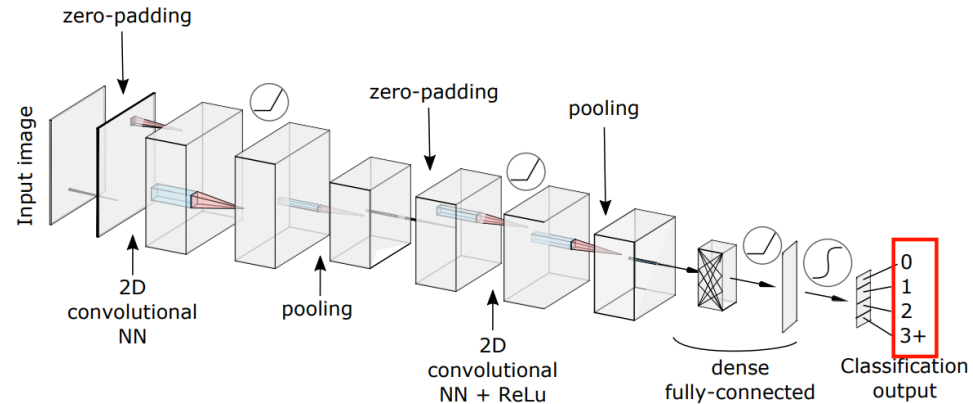 zero-padding
Input image
2D
convolutional
NN
pooling
zero-padding
2D
convolutional
NN + ReLu
pooling
dense
fully-connected
0
1
2
3+
Classification
output